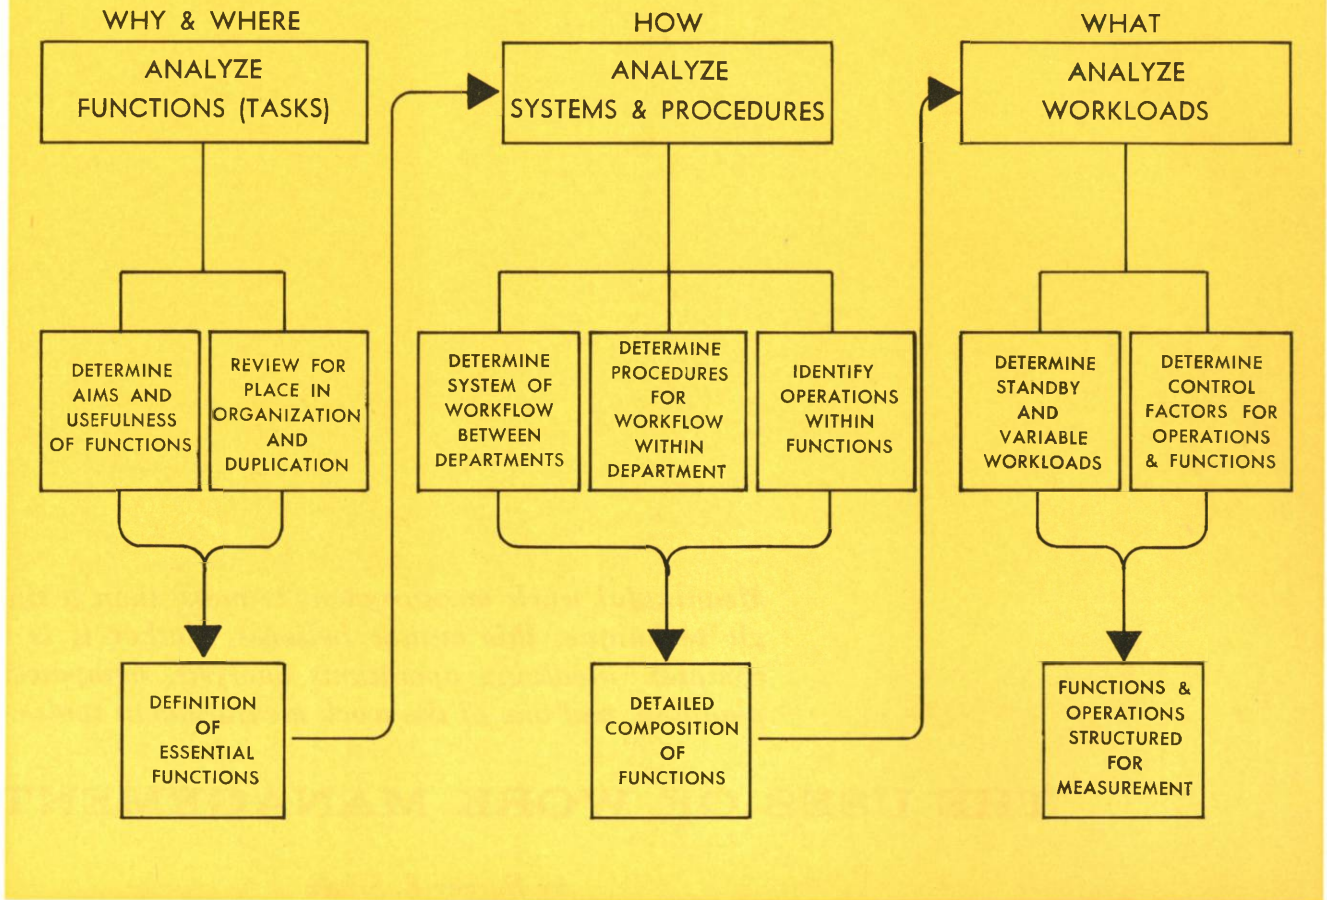 WHY & WHERE
ANALYZE
FUNCTIONS (TASKS)
DETERMINE
AIMS AND
USEFULNESS
OF FUNCTIONS
REVIEW FOR
PLACE IN
ORGANIZATION
AND
DUPLICATION
DEFINITION
OF
ESSENTIAL
FUNCTIONS
HOW
ANALYZE
SYSTEMS & PROCEDURES
DETERMINE
SYSTEM OF
WORKFLOW
BETWEEN
DEPARTMENTS
DETERMINE
PROCEDURES
FOR
WORKFLOW
WITHIN
DEPARTMENT
IDENTIFY
OPERATIONS
WITHIN
FUNCTIONS
DETAILED
COMPOSITION
OF
FUNCTIONS
WHAT
ANALYZE
WORKLOADS
DETERMINE
STANDBY
AND
VARIABLE
WORKLOADS
DETERMINE
CONTROL
FACTORS FOR
OPERATIONS
& FUNCTIONS
FUNCTIONS &
OPERATIONS
STRUCTURED
FOR
MEASUREMENT